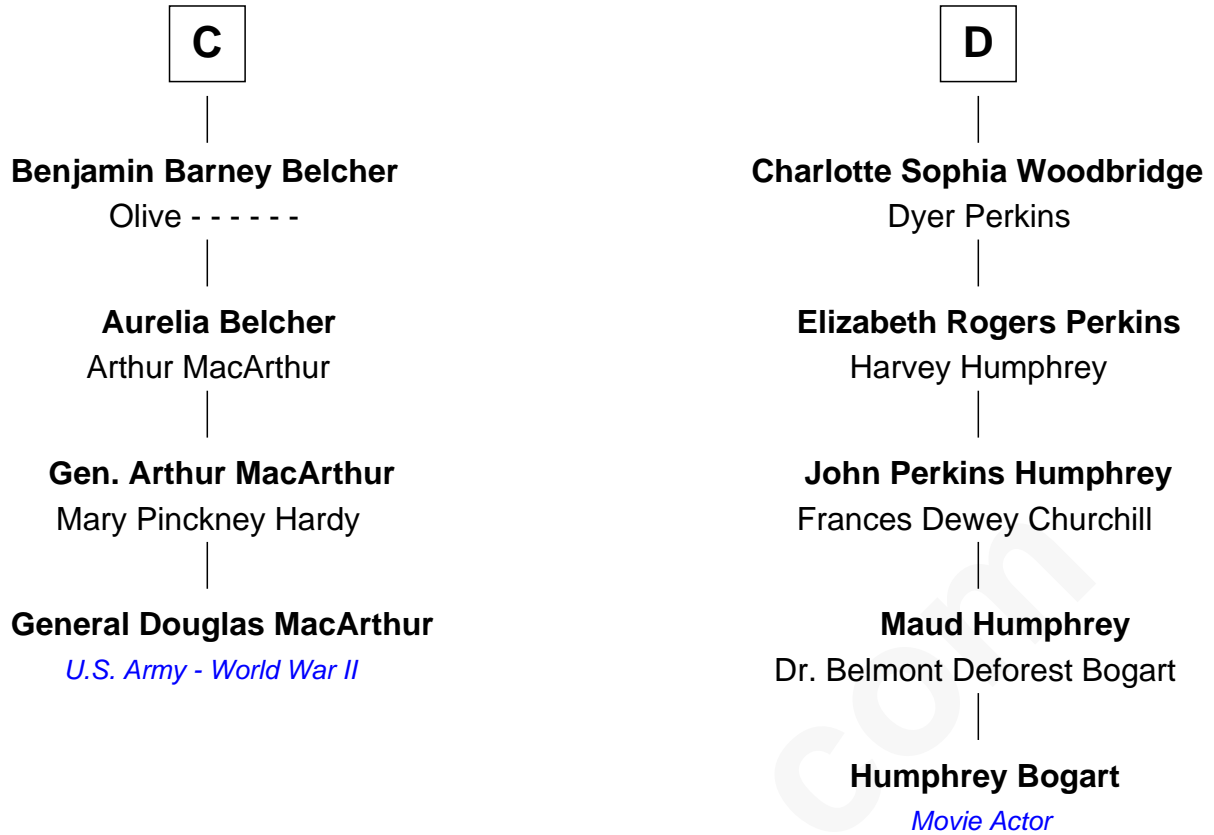 C
Benjamin Barney Belcher
Olive - - - - - -
Aurelia Belcher
Arthur MacArthur
Gen. Arthur MacArthur
Mary Pinckney Hardy
General Douglas MacArthur
U.S. Army - World War II
D
Charlotte Sophia Woodbridge
Dyer Perkins
Elizabeth Rogers Perkins
Harvey Humphrey
John Perkins Humphrey
Frances Dewey Churchill
Maud Humphrey
Dr. Belmont Deforest Bogart
Humphrey Bogart
Movie Actor
com